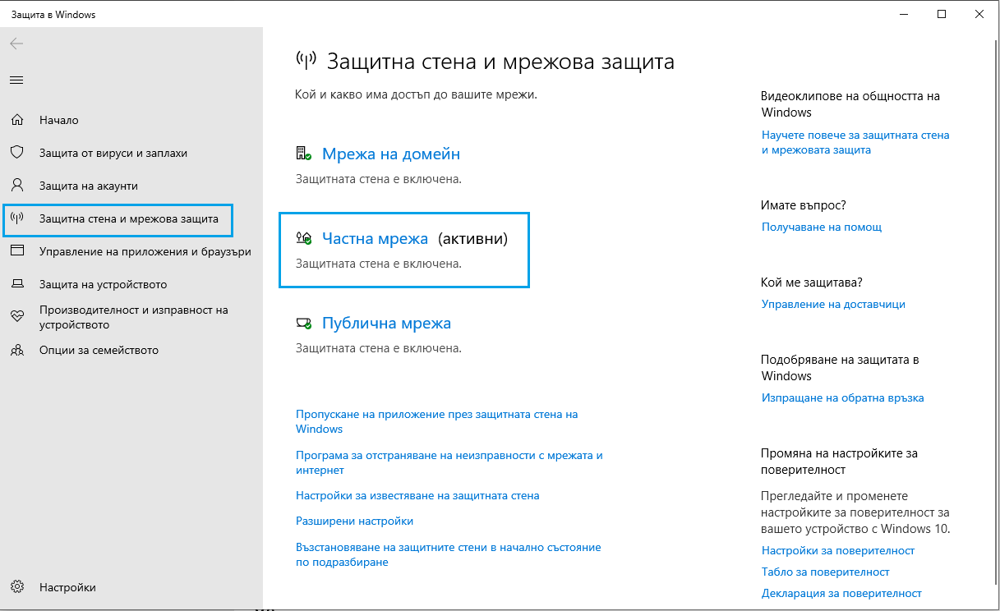 Защита в Windows
Начало
Защита от вируси и заплахи
Защита на акаунти
Защитна стена и мрежова защита
Управление на приложения и браузъри
Защита на устройството
Производителност и изправност на
устройството
Опции за семейството
Настройки
Защитна стена и мрежова защита
Кой и какво има достъп до вашите мрежи.
Мрежа на домейн
Защитната стена е включена.
Частна мрежа (активни)
Защитната стена е включена.
Публична мрежа
Защитната стена е включена.
Пропускане на приложение през защитната стена на
Windows
Програма за отстраняване на неизправности с мрежата и
интернет
Настройки за известяване на защитната стена
Разширени настройки
Възстановяване на защитните стени в начално състояние
по подразбиране
Видеоклипове на общността на
Windows
Научете повече за защитната стена
и мрежовата защита
Имате въпрос?
Получаване на помощ
Кой ме защитава?
Управление на доставчици
Подобряване на защитата в
Windows
Изпращане на обратна връзка
Промяна на настройките за
поверителност
Прегледайте и променете
настройките за поверителност за
вашето устройство с Windows 10.
Настройки за поверителност
Табло за поверителност
Декларация за поверителност